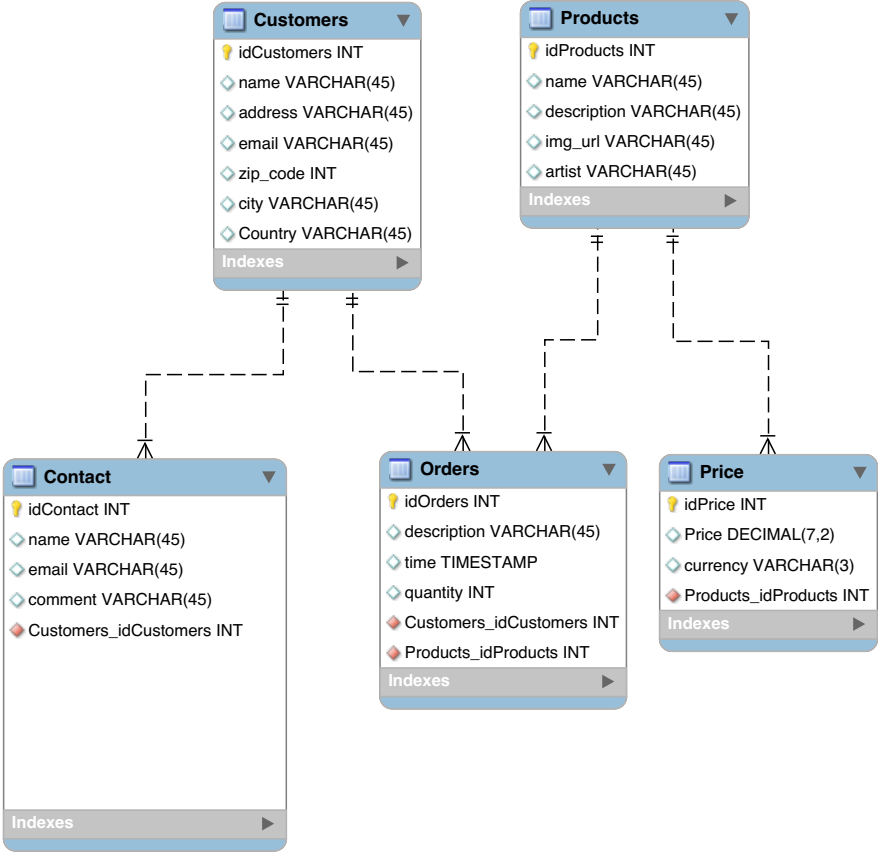 Customers
idCustomers INT
name VARCHAR(45)
address VARCHAR(45)
email VARCHAR(45)
zip_code INT
city VARCHAR(45)
Country VARCHAR(45)
Indexes
Products
idProducts INT
name VARCHAR(45)
description VARCHAR(45)
img_url VARCHAR(45)
artist VARCHAR(45)
Indexes
Contact
idContact INT
name VARCHAR(45)
email VARCHAR(45)
comment VARCHAR(45)
Customers_idCustomers INT
Indexes
Orders
idOrders INT
description VARCHAR(45)
time TIMESTAMP
quantity INT
Customers_idCustomers INT
Products_idProducts INT
Indexes
Price
idPrice INT
Price DECIMAL(7,2)
currency VARCHAR(3)
Products_idProducts INT
Indexes